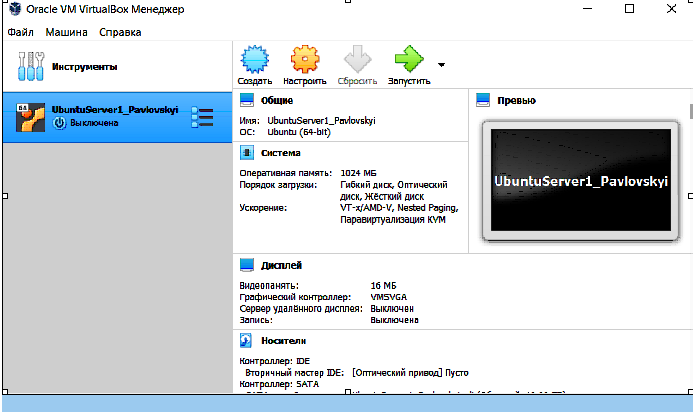 Oracle VM VirtualBox Менеджер
Файл Машина Справка
Инструменты
Создать Настроить Сбросить Запустить
64
UbuntuServer1_Pavlovskyi
Выключена
Общие
Имя: UbuntuServer1_Pavlovskyi
ОС: Ubuntu (64-bit)
Превью
UbuntuServer1_Pavlovskyi
Система
Оперативная память: 1024 МБ
Порядок загрузки: Гибкий диск, Оптический
диск, Жёсткий диск
Ускорение: VT-x/AMD-V, Nested Paging,
Паравиртуализация KVM
Дисплей
Видеопамять: 16 МБ
Графический контроллер: VMSVGA
Сервер удалённого дисплея: Выключен
Запись: Выключена
Носители
Контроллер: IDE
Вторичный мастер IDE: [Оптический привод] Пусто
Контроллер: SATA